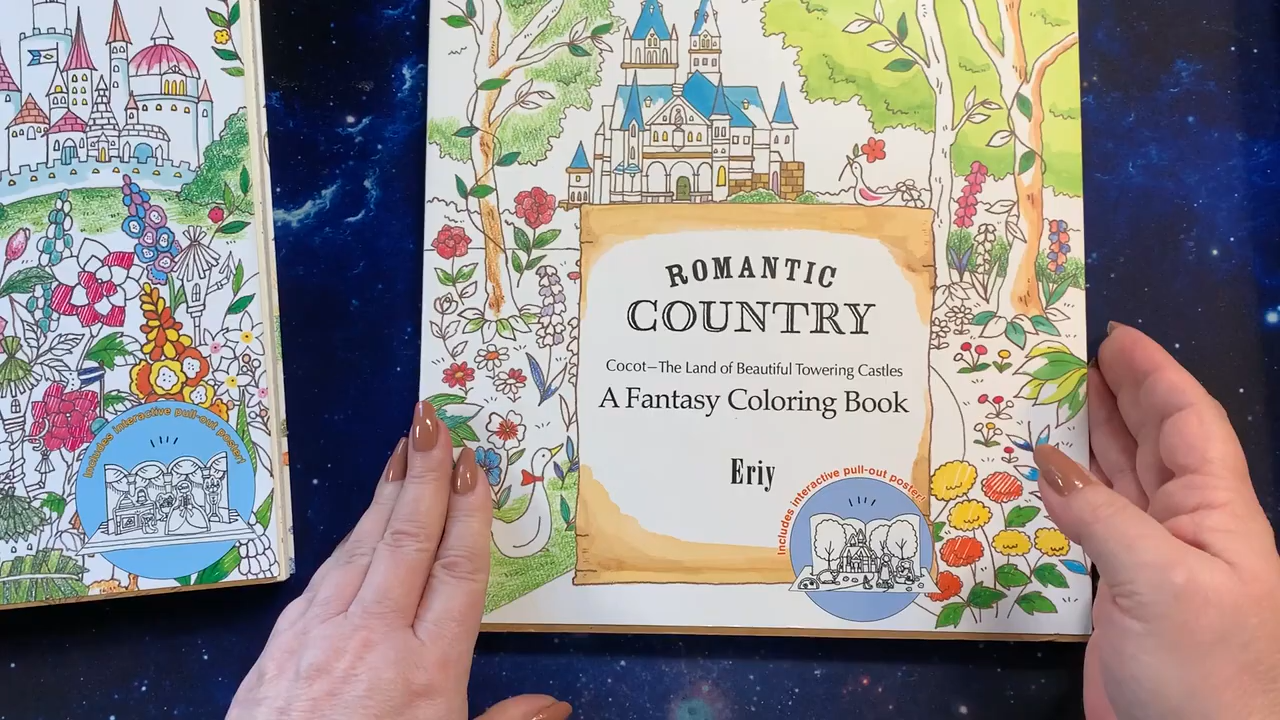 Includes interactive pull-out poster!
ROMANTIC
COUNTRY
Cocot—The Land of Beautiful Towering Castles
A Fantasy Coloring Book
Eriy
Includes interactive pull-out poster!